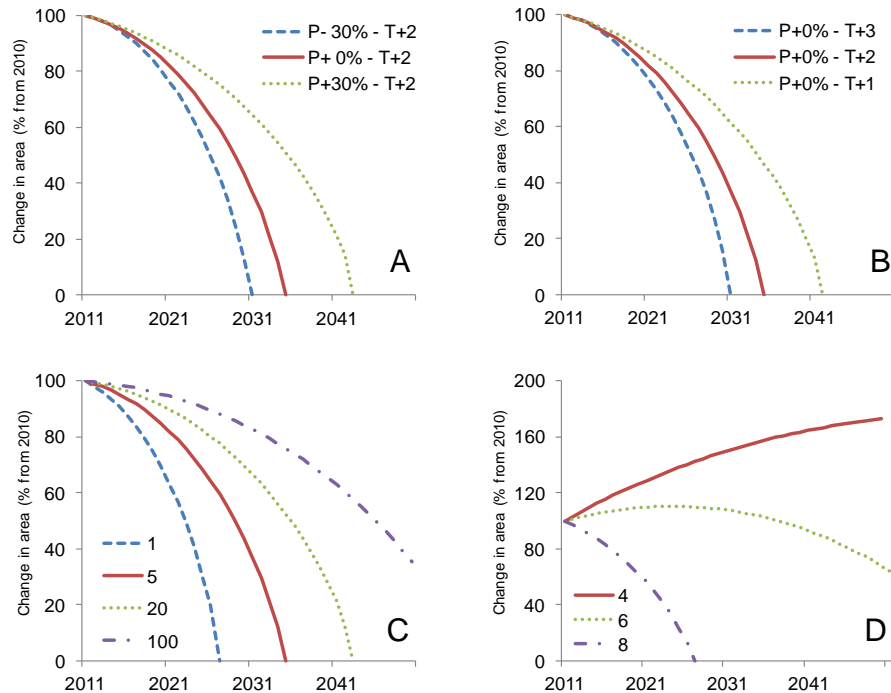 Change in area (% from 2010)
100
80
60
40
20
0
P- 30% - T+2
P+ 0% - T+2
P+30% - T+2
A
2011 2021 2031 2041
Change in area (% from 2010)
100
80
60
40
20
0
P+0% - T+3
P+0% - T+2
P+0% - T+1
B
2011 2021 2031 2041
Change in area (% from 2010)
100
80
60
40
20
0
1
5
20
100
C
2011 2021 2031 2041
Change in area (% from 2010)
200
160
120
80
40
0
4
6
8
D
2011 2021 2031 2041